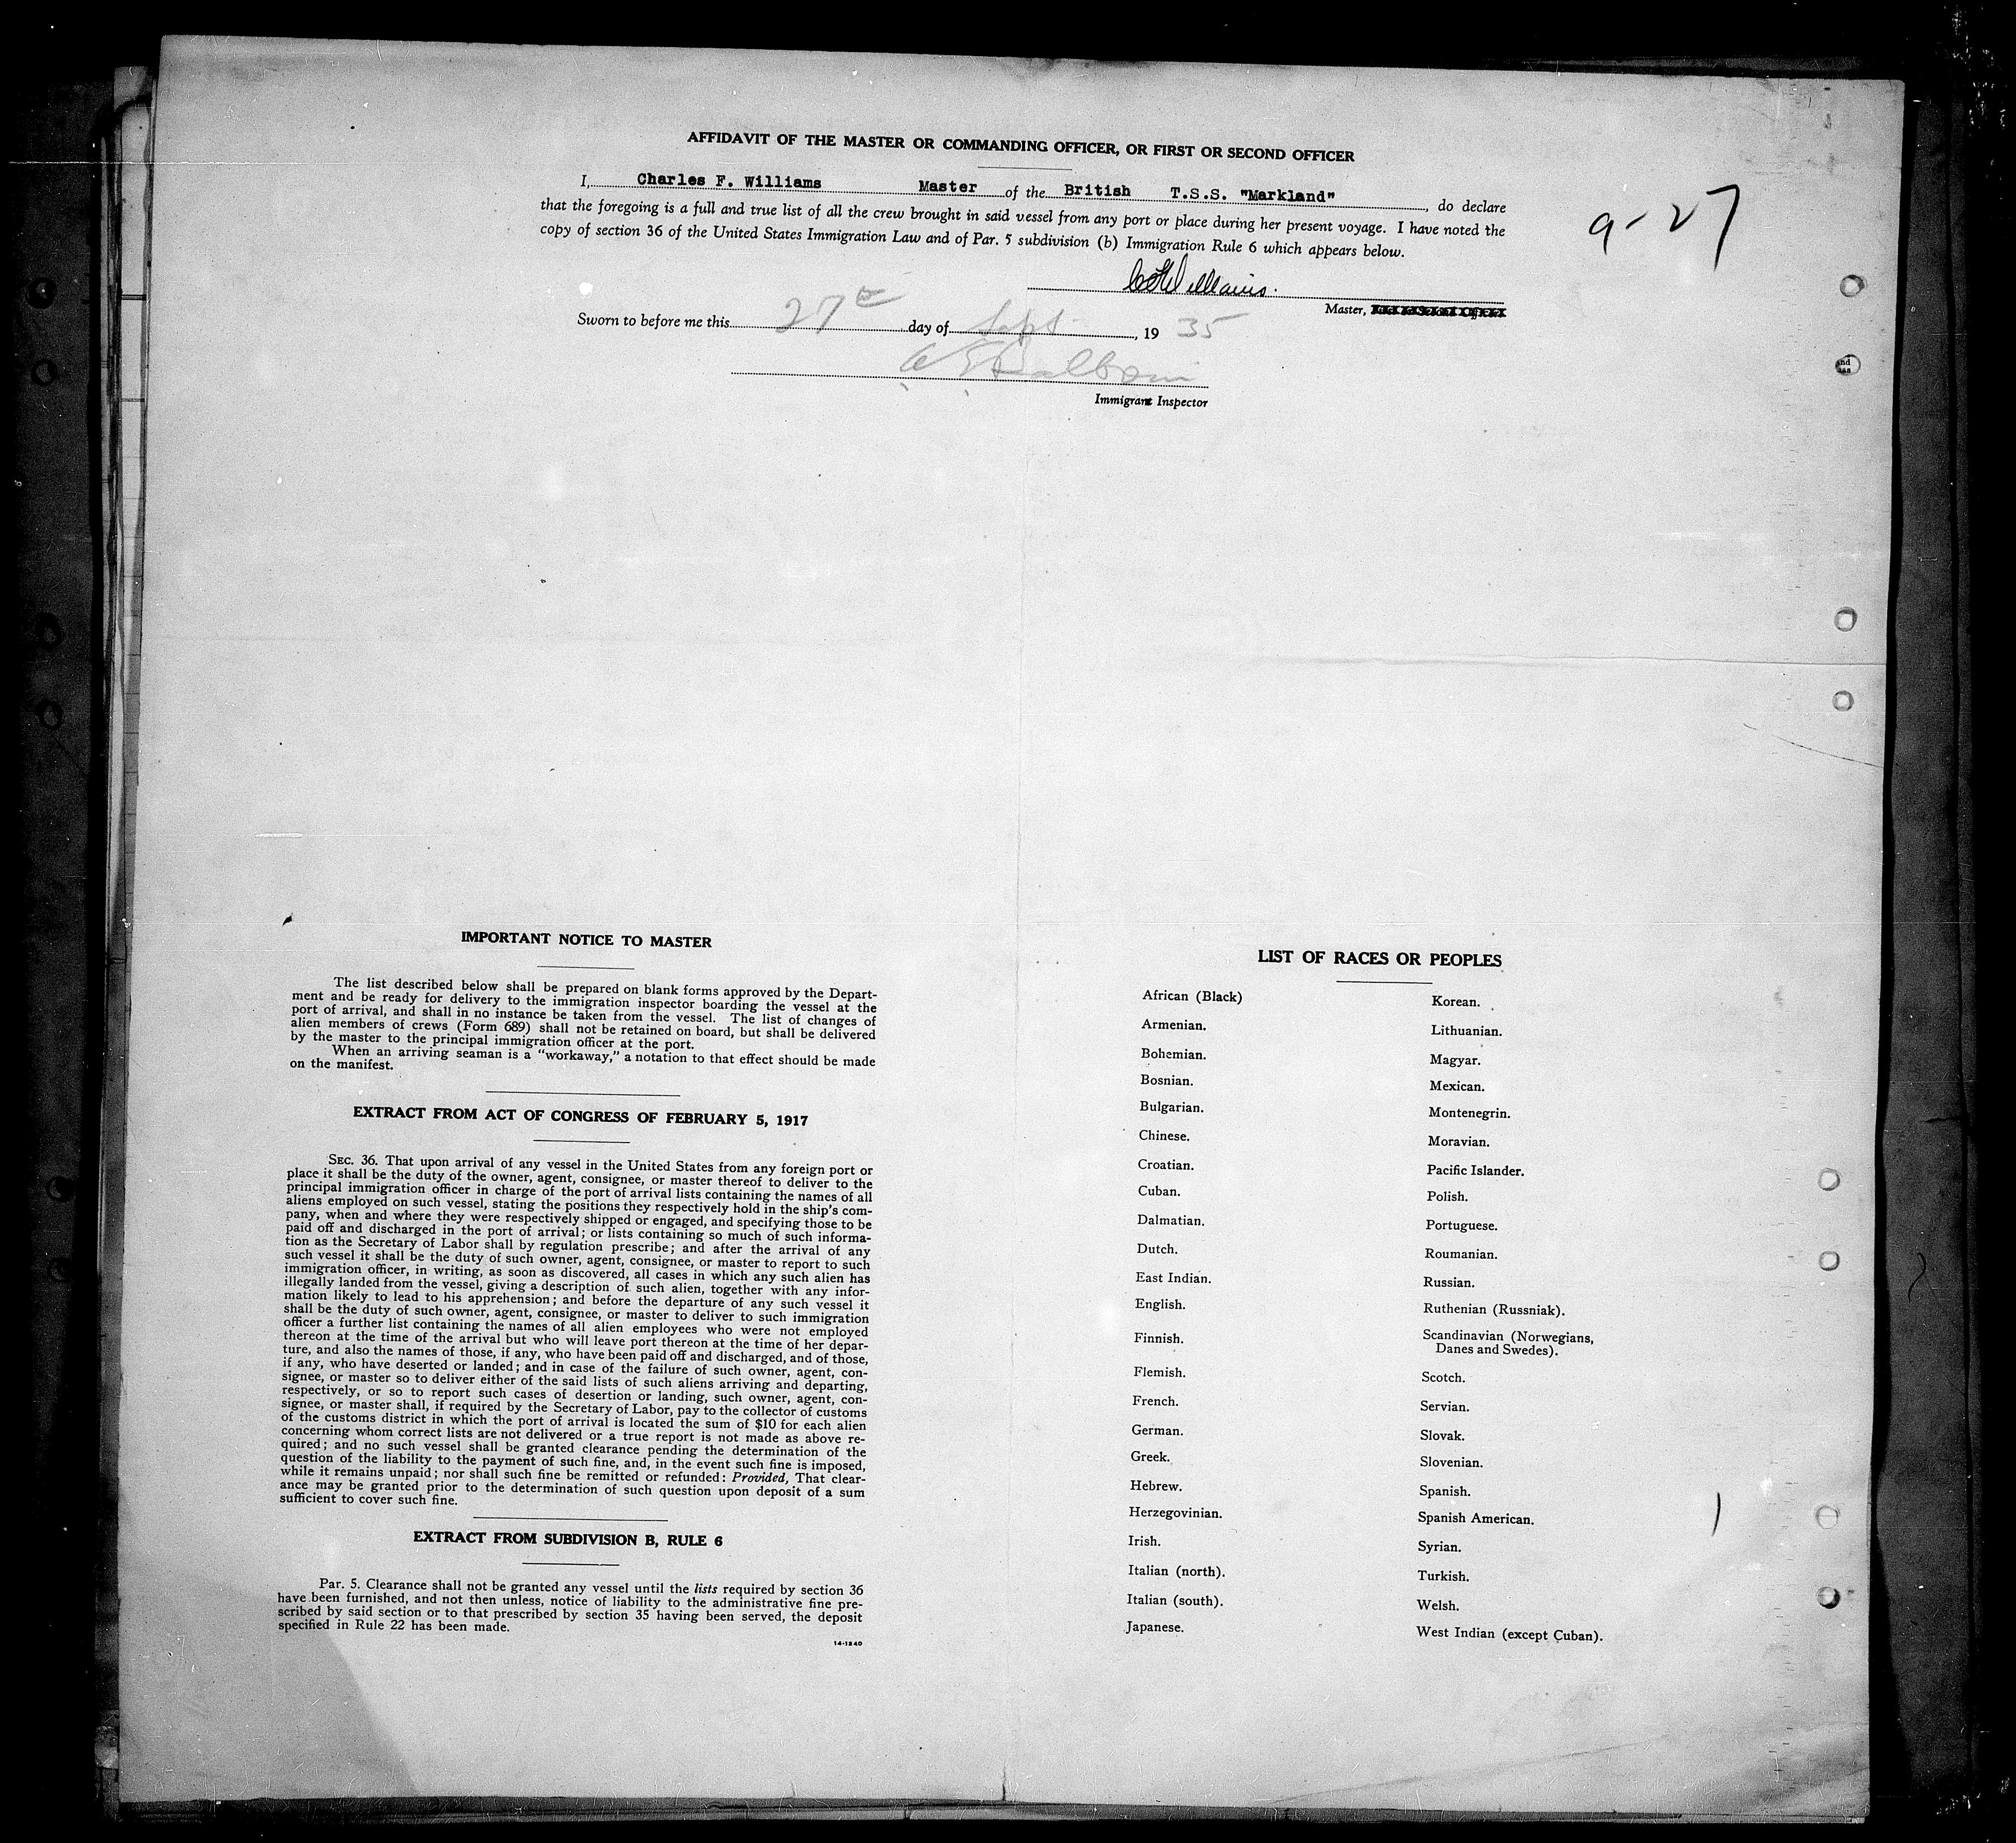 AFFIDAVIT OF THE MASTER OR COMMANDING OFFICER, OR FIRST OR SECOND OFFICER
I, Charles F. Williams Master of the British T.S.S. "Markland", do declare
that the foregoing is a full and true list of all the crew brought in said vessel from any port or place during her present voyage. I have noted the
copy of section 36 of the United States Immigration Law and of Par. 5 subdivision (b) Immigration Rule 6 which appears below.
9-27
C F Williams.
Master,
Sworn to before me this 27th day of Sept, 1935
Immigrant Inspector
IMPORTANT NOTICE TO MASTER
The list described below shall be prepared on blank forms approved by the Depart-
ment and be ready for delivery to the immigration inspector boarding the vessel at the
port of arrival, and shall in no instance be taken from the vessel. The list of changes of
alien members of crews (Form 689) shall not be retained on board, but shall be delivered
by the master to the principal immigration officer at the port.
When an arriving seaman is a "workaway," a notation to that effect should be made
on the manifest.
EXTRACT FROM ACT OF CONGRESS OF FEBRUARY 5, 1917
SEC. 36. That upon arrival of any vessel in the United States from any foreign port or
place it shall be the duty of the owner, agent, consignee, or master thereof to deliver to the
principal immigration officer in charge of the port of arrival lists containing the names of all
aliens employed on such vessel, stating the positions they respectively hold in the ship's com-
pany, when and where they were respectively shipped or engaged, and specifying those to be
paid off and discharged in the port of arrival; or lists containing so much of such informa-
tion as the Secretary of Labor shall by regulation prescribe; and after the arrival of any
such vessel it shall be the duty of such owner, agent, consignee, or master to report to such
immigration officer, in writing, as soon as discovered, all cases in which any such alien has
illegally landed from the vessel, giving a description of such alien, together with any infor-
mation likely to lead to his apprehension; and before the departure of any such vessel it
shall be the duty of such owner, agent, consignee, or master to deliver to such immigration
officer a further list containing the names of all alien employees who were not employed
thereon at the time of the arrival but who will leave port thereon at the time of her depar-
ture, and also the names of those, if any, who have been paid off and discharged, and of those,
if any, who have deserted or landed; and in case of the failure of such owner, agent, con-
signee, or master so to deliver either of the said lists of such aliens arriving and departing,
respectively, or so to report such cases of desertion or landing, such owner, agent, con-
signee, or master shall, if required by the Secretary of Labor, pay to the collector of customs
of the customs district in which the port of arrival is located the sum of $10 for each alien
concerning whom correct lists are not delivered or a true report is not made as above re-
quired; and no such vessel shall be granted clearance pending the determination of the
question of the liability to the payment of such fine, and, in the event such fine is imposed,
while it remains unpaid; nor shall such fine be remitted or refunded: Provided, That clear-
ance may be granted prior to the determination of such question upon deposit of a sum
sufficient to cover such fine.
EXTRACT FROM SUBDIVISION B, RULE 6
Par. 5. Clearance shall not be granted any vessel until the lists required by section 36
have been furnished, and not then unless, notice of liability to the administrative fine pre-
scribed by said section or to that prescribed by section 35 having been served, the deposit
specified in Rule 22 has been made.
14-1240
LIST OF RACES OR PEOPLES
African (Black)
Armenian.
Bohemian.
Bosnian.
Bulgarian.
Chinese.
Croatian.
Cuban.
Dalmatian.
Dutch.
East Indian.
English.
Finnish.
Flemish.
French.
German.
Greek.
Hebrew.
Herzegovinian.
Irish.
Italian (north).
Italian (south).
Japanese.
Korean.
Lithuanian.
Magyar.
Mexican.
Montenegrin.
Moravian.
Pacific Islander.
Polish.
Portuguese.
Roumanian.
Russian.
Ruthenian (Russniak).
Scandinavian (Norwegians,
Danes and Swedes).
Scotch.
Servian.
Slovak.
Slovenian.
Spanish.
Spanish American.
Syrian.
Turkish.
Welsh.
West Indian (except Cuban).